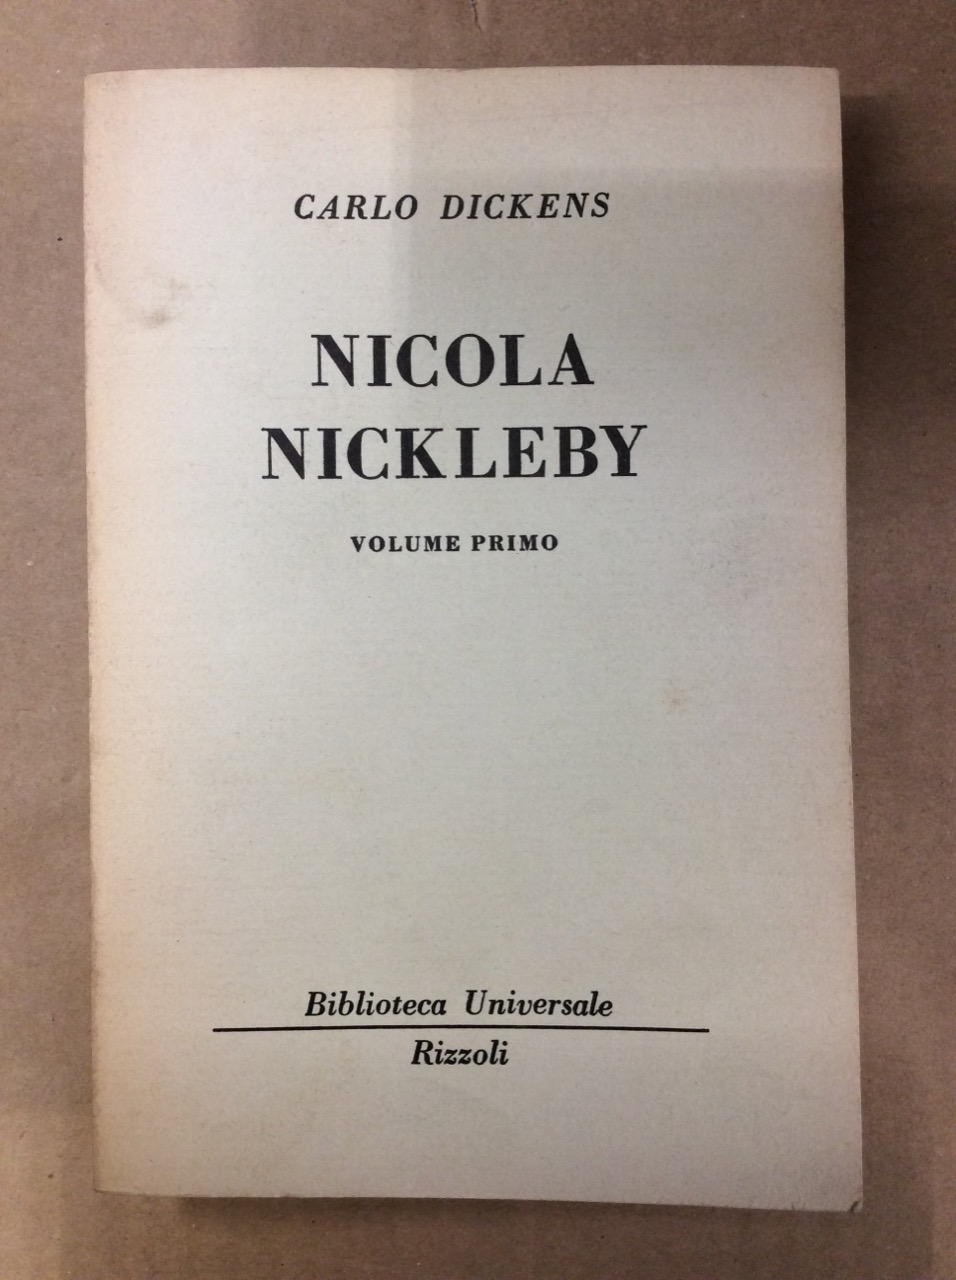 CARLO DICKENS
NICOLA
NICKLEBY
VOLUME PRIMO
Biblioteca Universale
Rizzoli